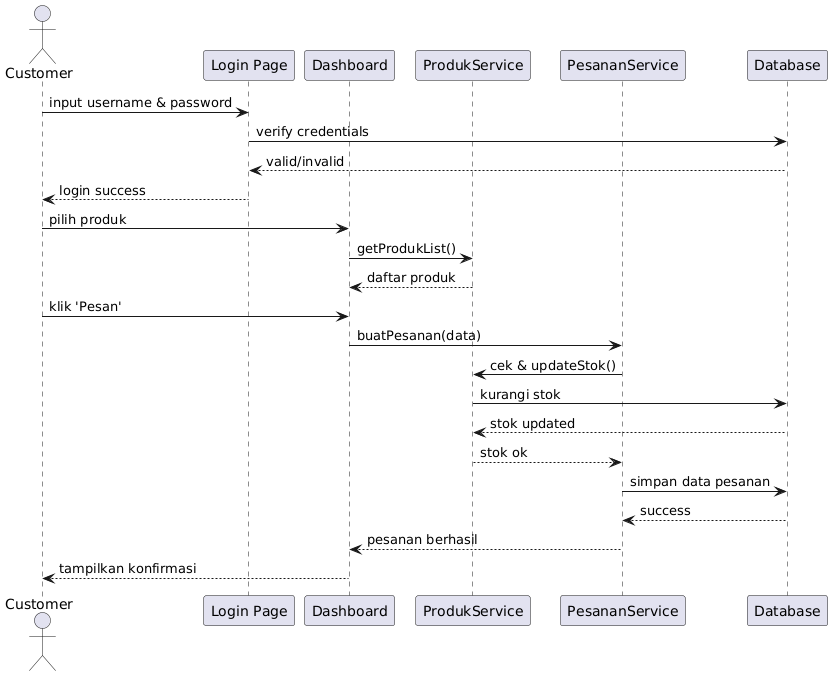 Customer
Login Page
Dashboard
ProdukService
PesananService
Database
input username & password
verify credentials
valid/invalid
login success
pilih produk
getProdukList()
daftar produk
klik 'Pesan'
buatPesanan(data)
cek & updateStok()
kurangi stok
stok updated
stok ok
simpan data pesanan
success
pesanan berhasil
tampilkan konfirmasi
Customer
Login Page
Dashboard
ProdukService
PesananService
Database